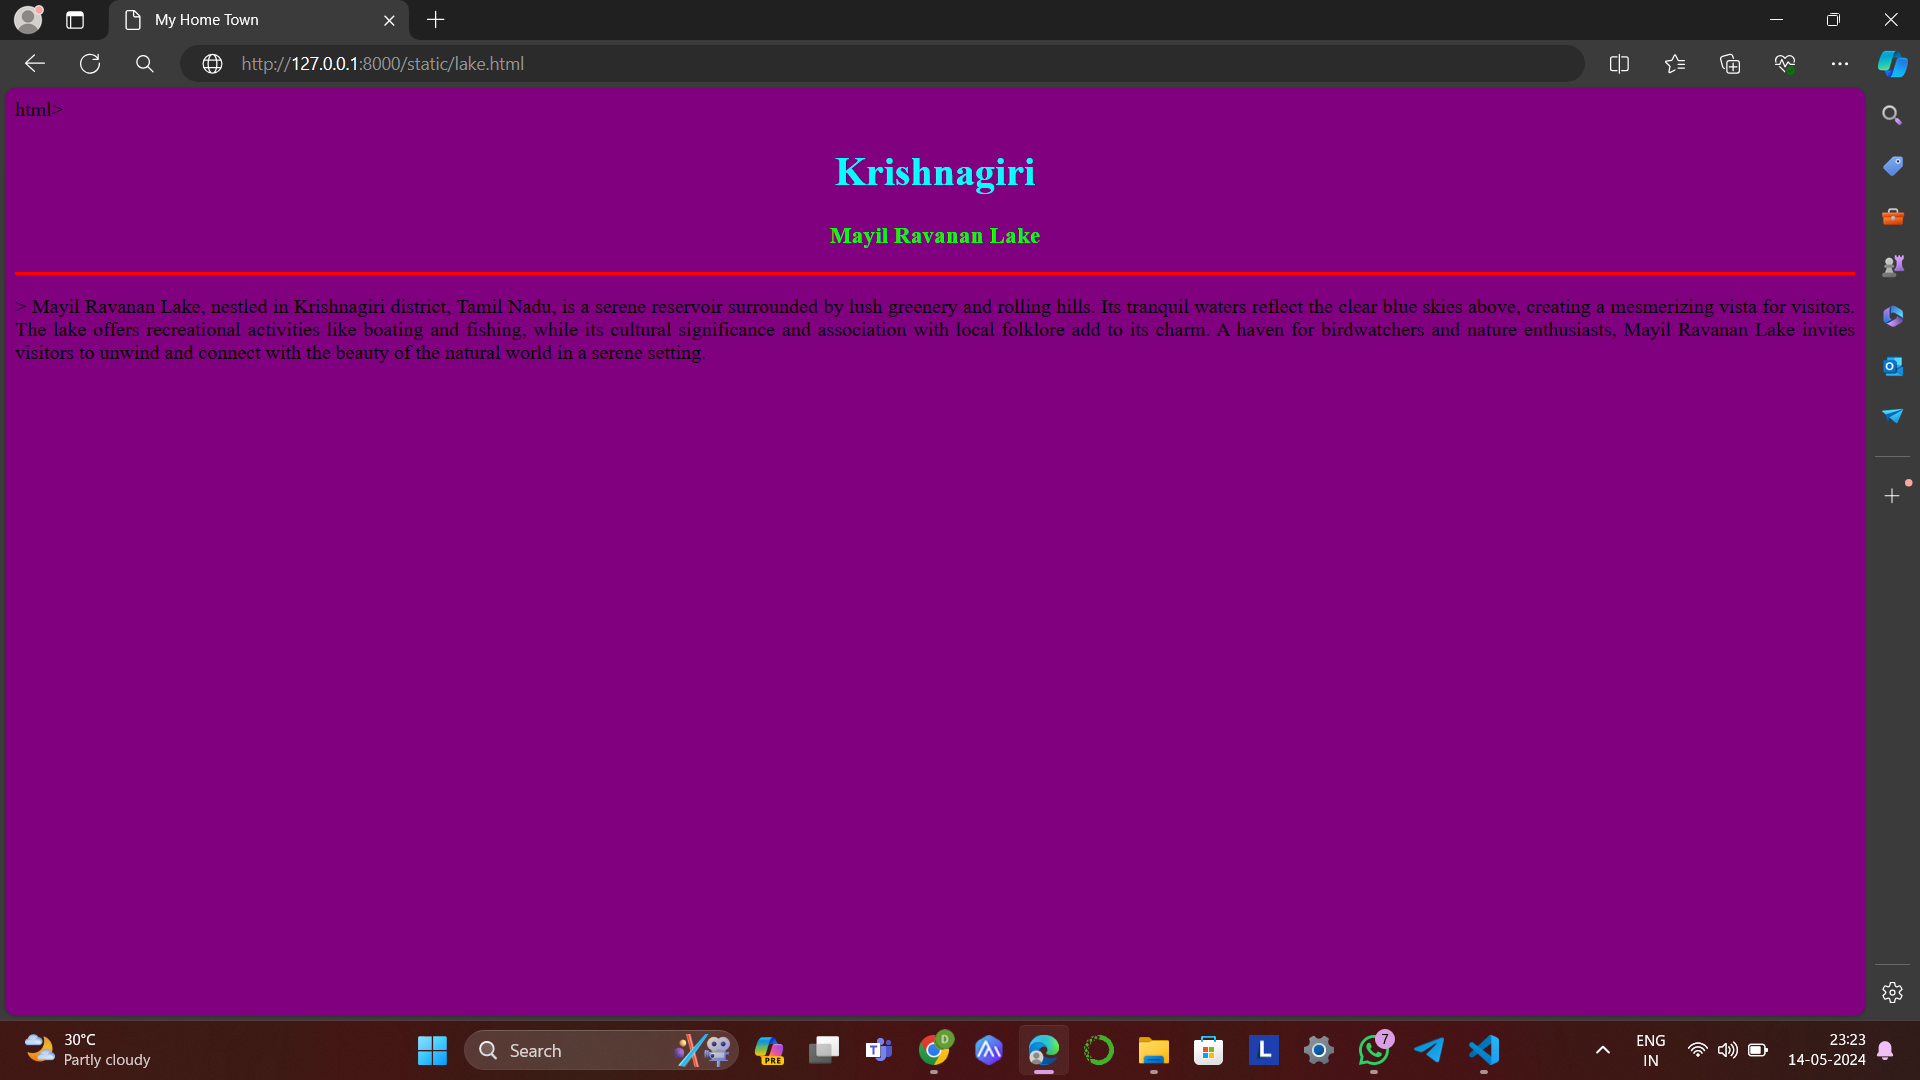 My Home Town
http://127.0.0.1:8000/static/lake.html
html>
Krishnagiri
Mayil Ravanan Lake
> Mayil Ravanan Lake, nestled in Krishnagiri district, Tamil Nadu, is a serene reservoir surrounded by lush greenery and rolling hills. Its tranquil waters reflect the clear blue skies above, creating a mesmerizing vista for visitors.
The lake offers recreational activities like boating and fishing, while its cultural significance and association with local folklore add to its charm. A haven for birdwatchers and nature enthusiasts, Mayil Ravanan Lake invites
visitors to unwind and connect with the beauty of the natural world in a serene setting.
30°C
Partly cloudy
Search
PRE
T
D
L
7
ENG
IN
23:23
14-05-2024